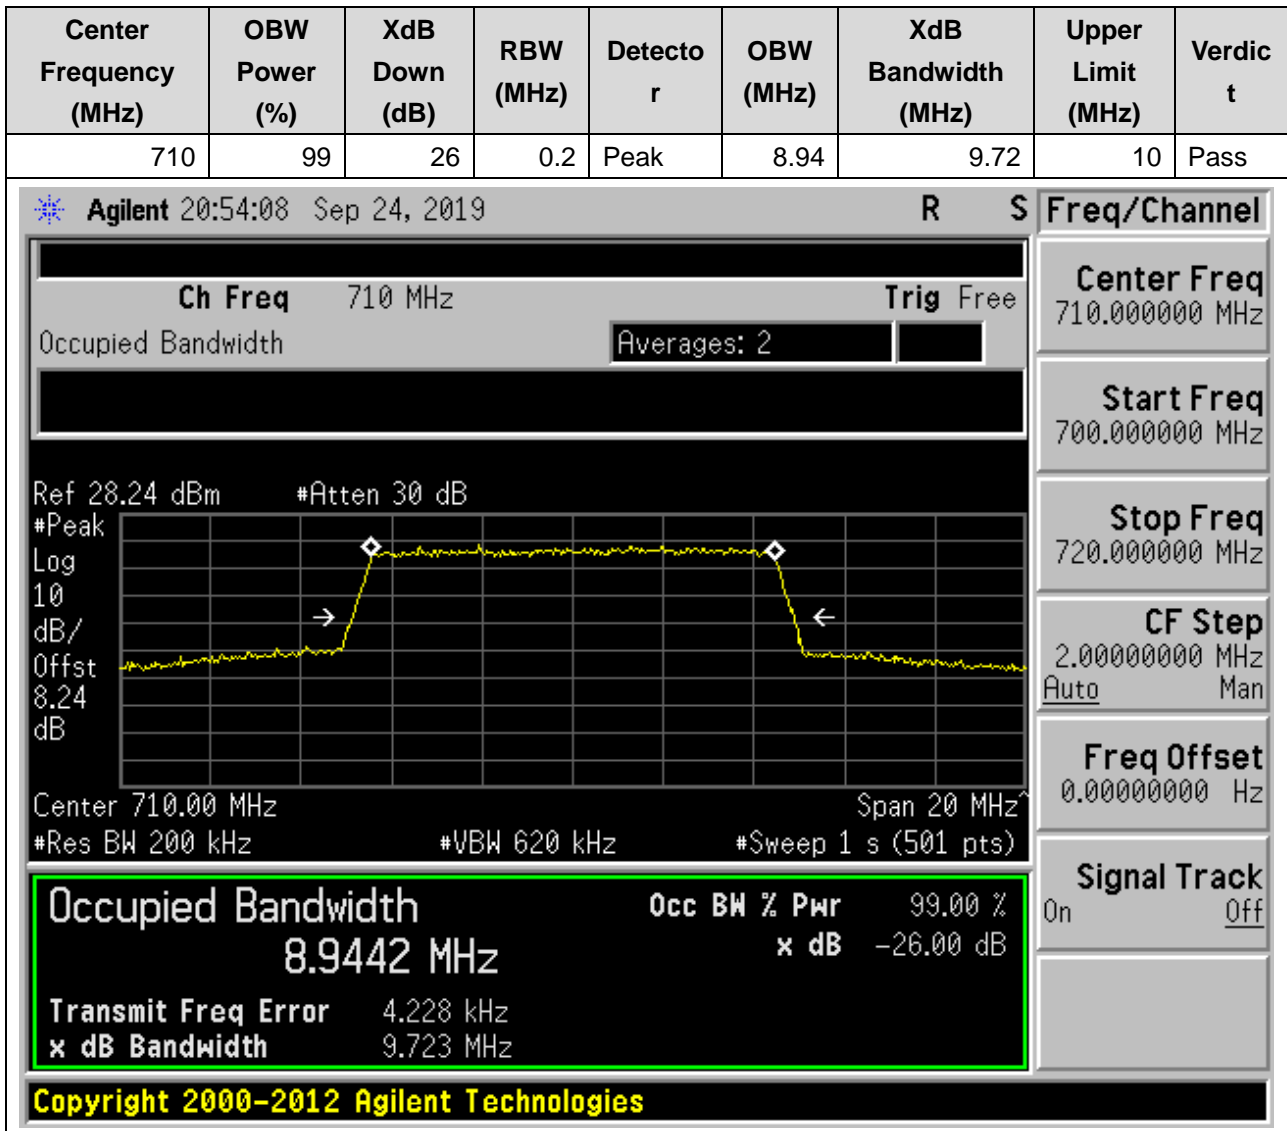 Center Frequency (MHz) OBW Power (%) XdB Down (dB) RBW (MHz) Detector OBW (MHz) XdB Bandwidth (MHz) Upper Limit (MHz) Verdict
710 99 26 0.2 Peak 8.94 9.72 10 Pass
Agilent 20:54:08 Sep 24, 2019 R S
Ch Freq 710 MHz Trig Free
Occupied Bandwidth Averages: 2
Ref 28.24 dBm #Atten 30 dB
#Peak
Log
10
dB/
Offst
8.24
dB
Center 710.00 MHz Span 20 MHz^
#Res BW 200 kHz #VBW 620 kHz #Sweep 1 s (501 pts)
Occupied Bandwidth Occ BW % Pwr 99.00 %
8.9442 MHz x dB -26.00 dB
Transmit Freq Error 4.228 kHz
x dB Bandwidth 9.723 MHz
Copyright 2000-2012 Agilent Technologies
Freq/Channel
Center Freq
710.000000 MHz
Start Freq
700.000000 MHz
Stop Freq
720.000000 MHz
CF Step
2.00000000 MHz
Auto Man
Freq Offset
0.00000000 Hz
Signal Track
On Off